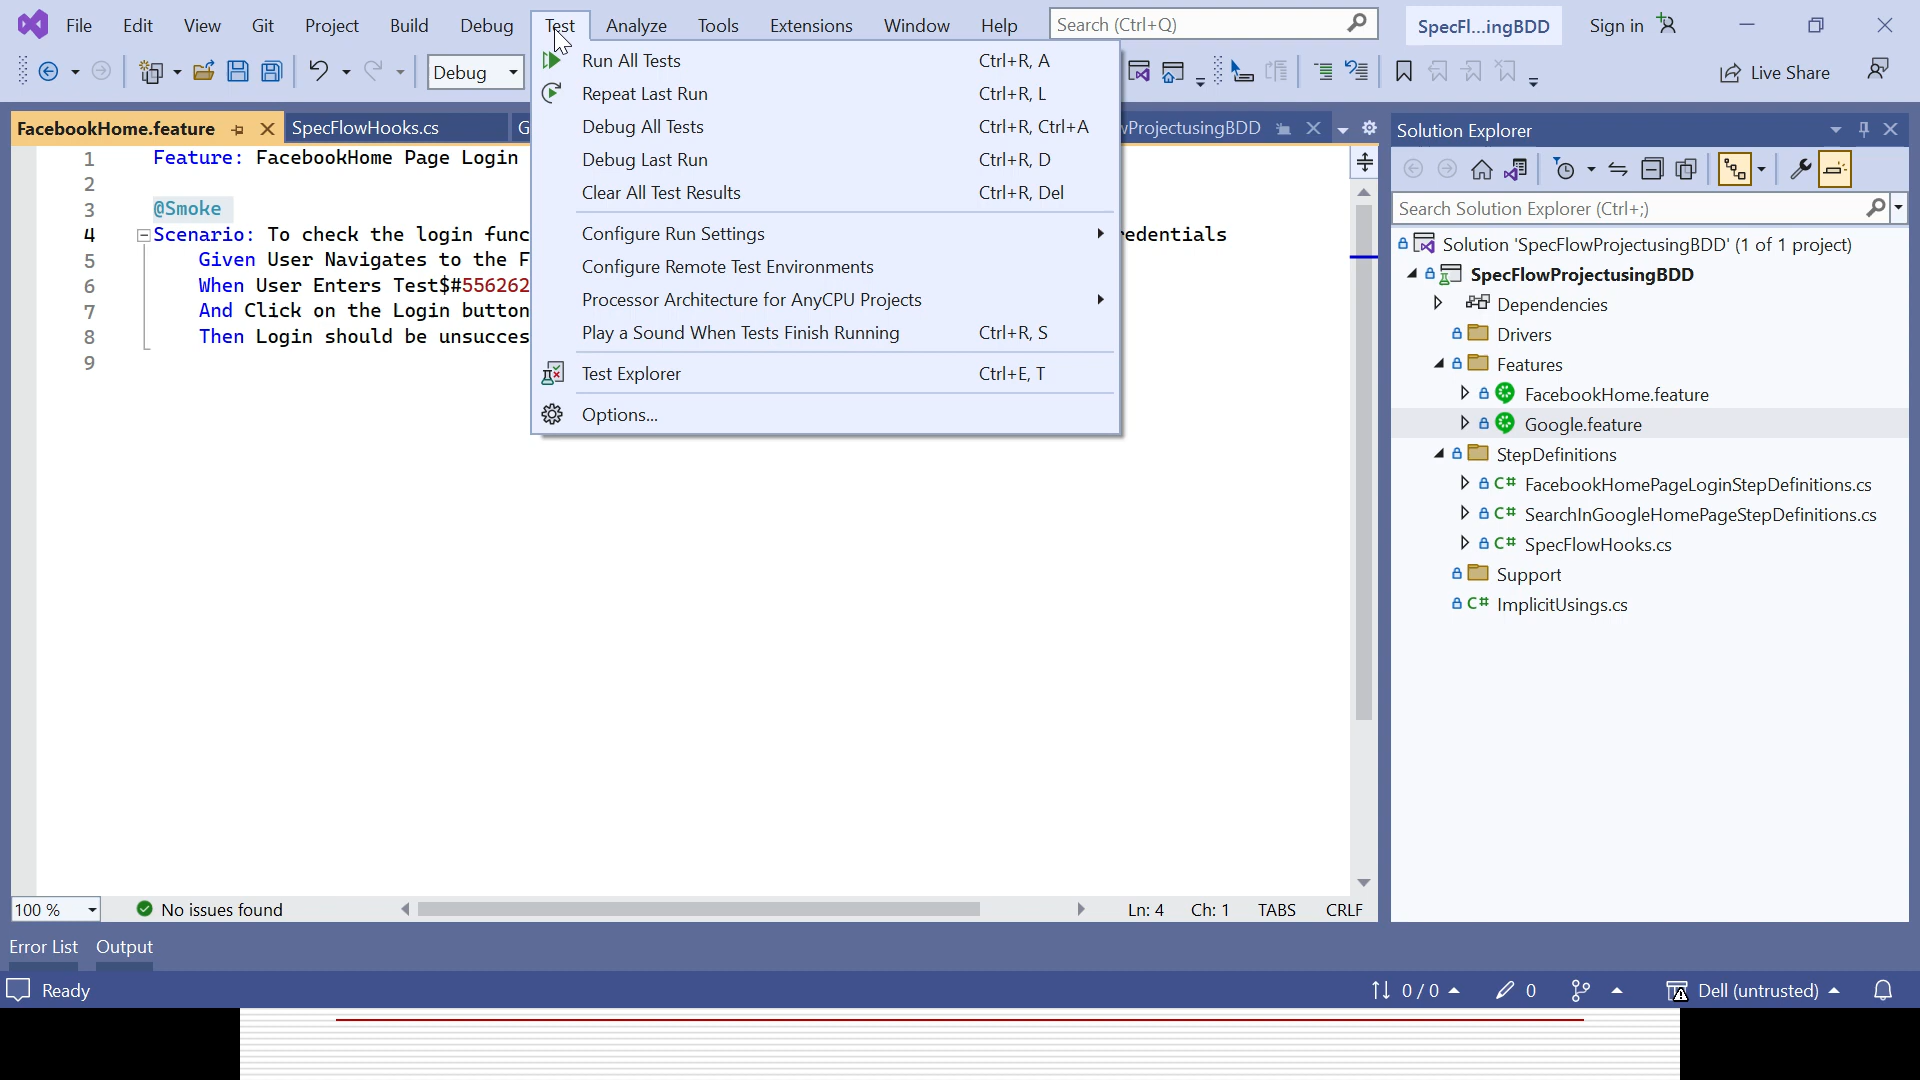 File Edit View Git Project Build Debug Test Analyze Tools Extensions Window Help Search (Ctrl+Q) SpecFl...ingBDD Sign in
Debug Live Share
FacebookHome.feature SpecFlowHooks.cs G wProjectusingBDD
1 Feature: FacebookHome Page Login
2
3 @Smoke
4 Scenario: To check the login func redentials
5 Given User Navigates to the F
6 When User Enters Test$#556262
7 And Click on the Login button
8 Then Login should be unsucces
9
Run All Tests Ctrl+R, A
Repeat Last Run Ctrl+R, L
Debug All Tests Ctrl+R, Ctrl+A
Debug Last Run Ctrl+R, D
Clear All Test Results Ctrl+R, Del
Configure Run Settings
Configure Remote Test Environments
Processor Architecture for AnyCPU Projects
Play a Sound When Tests Finish Running Ctrl+R, S
Test Explorer Ctrl+E, T
Options...
Solution Explorer
Search Solution Explorer (Ctrl+;)
Solution 'SpecFlowProjectusingBDD' (1 of 1 project)
SpecFlowProjectusingBDD
Dependencies
Drivers
Features
FacebookHome.feature
Google.feature
StepDefinitions
C# FacebookHomePageLoginStepDefinitions.cs
C# SearchInGoogleHomePageStepDefinitions.cs
C# SpecFlowHooks.cs
Support
C# ImplicitUsings.cs
100 % No issues found Ln: 4 Ch: 1 TABS CRLF
Error List Output
Ready 0 / 0 0 Dell (untrusted)